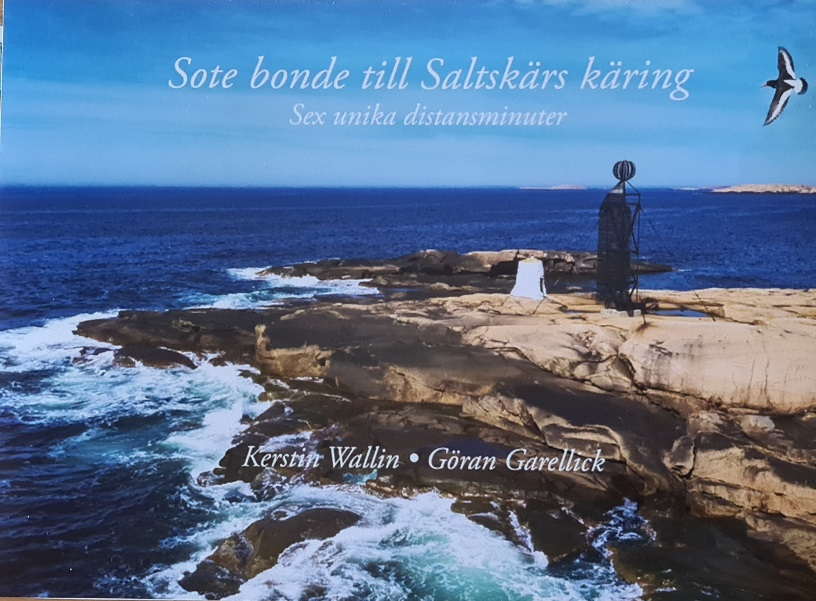 Sote bonde till Saltskärs käring
Sex unika distansminuter
Kerstin Wallin • Göran Garellick